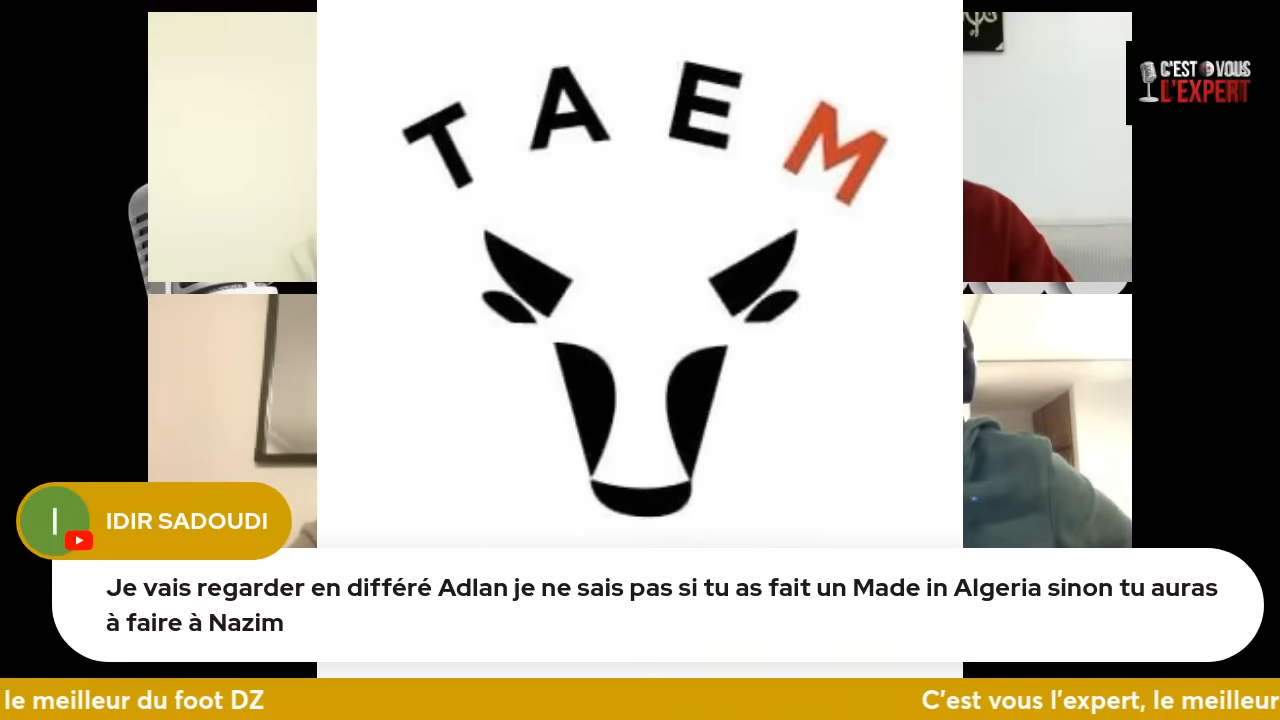 TAEM
C'EST VOUS
L'EXPERT
I
IDIR SADOUDI
Je vais regarder en différé Adlan je ne sais pas si tu as fait un Made in Algeria sinon tu auras
à faire à Nazim
le meilleur du foot DZ
C'est vous l'expert, le meilleur